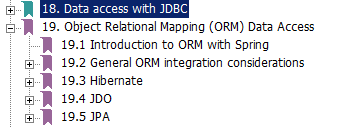 18. Data access with JDBC
19. Object Relational Mapping (ORM) Data Access
19.1 Introduction to ORM with Spring
19.2 General ORM integration considerations
19.3 Hibernate
19.4 JDO
19.5 JPA